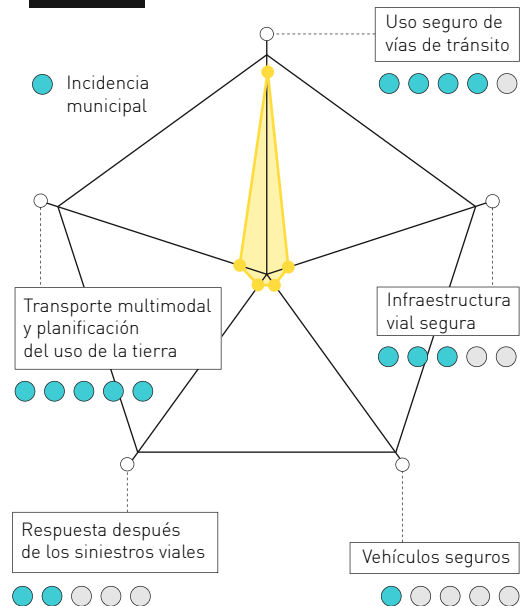 Uso seguro de
vías de tránsito
Incidencia
municipal
Transporte multimodal
y planificación
del uso de la tierra
Infraestructura
vial segura
Respuesta después
de los siniestros viales
Vehículos seguros